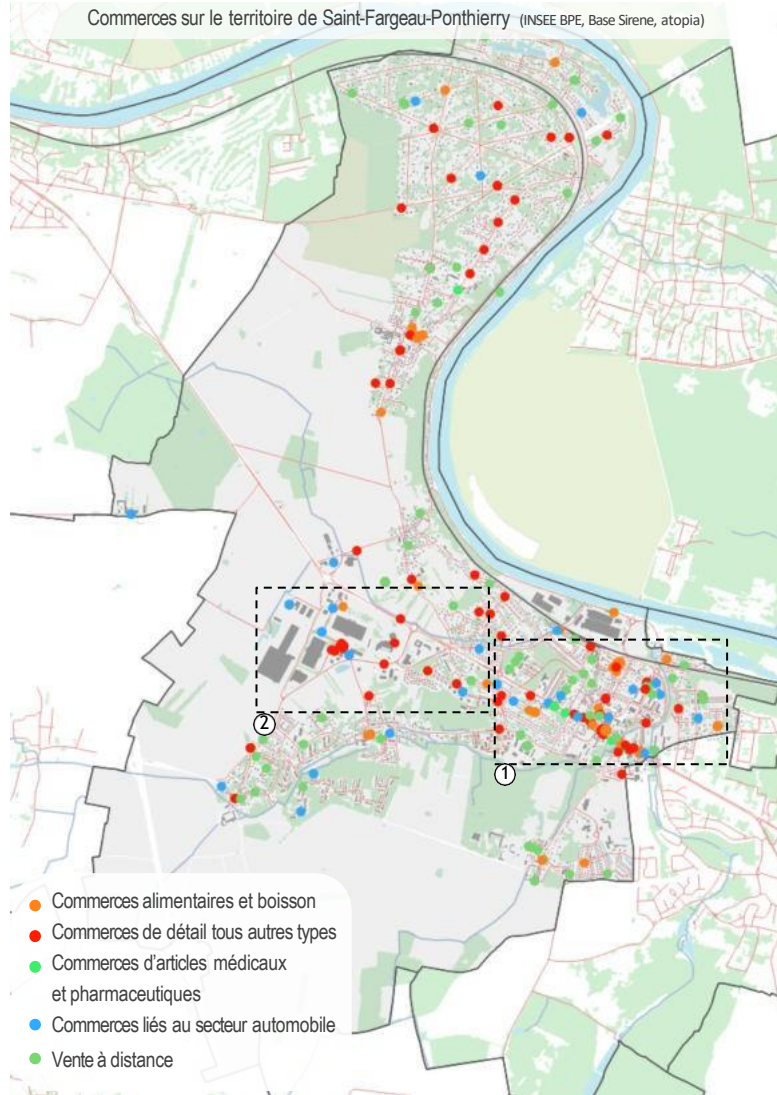 Commerces sur le territoire de Saint-Fargeau-Ponthierry (INSEE BPE, Base Sirene, atopia)
2
1
Commerces alimentaires et boisson
Commerces de détail tous autres types
Commerces d'articles médicaux
et pharmaceutiques
Commerces liés au secteur automobile
Vente à distance